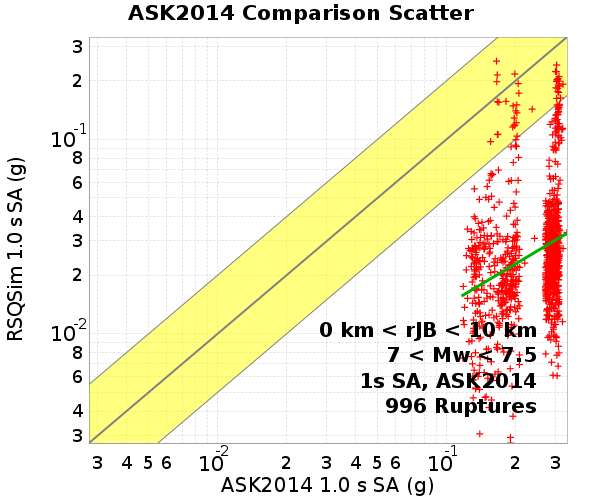 ASK2014 Comparison Scatter
RSQSim 1.0 s SA (g)
3
2
10⁻¹
8
6
4
3
2
10⁻²
8
6
4
3
0 km < rJB < 10 km
7 < Mw < 7.5
1s SA, ASK2014
996 Ruptures
3 4 5 6 10⁻² 2 3 4 5 6 10⁻¹ 2 3
ASK2014 1.0 s SA (g)